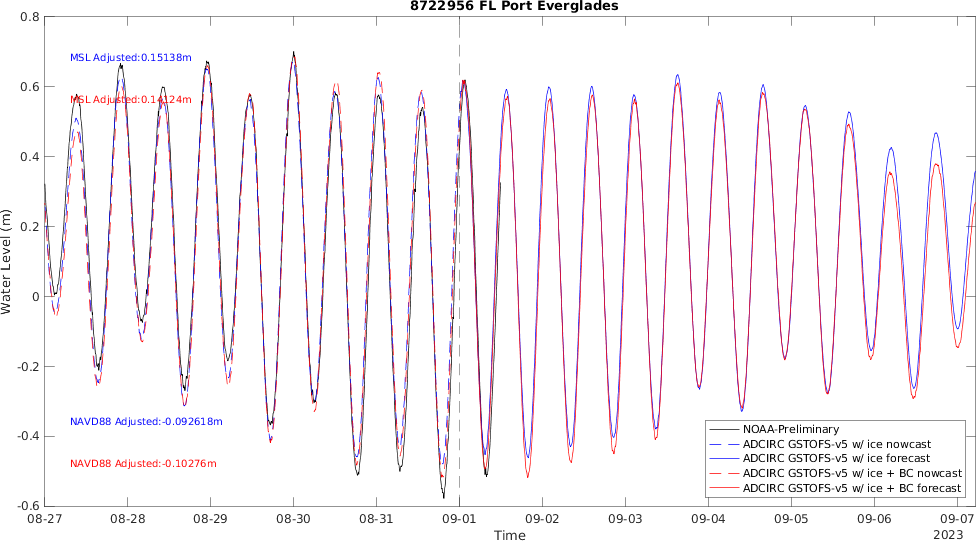 8722956 FL Port Everglades
0.8
0.6
0.4
0.2
0
-0.2
-0.4
-0.6
Water Level (m)
MSL Adjusted:0.15138m
MSL Adjusted:0.14124m
NAVD88 Adjusted:-0.092618m
NAVD88 Adjusted:-0.10276m
NOAA-Preliminary
ADCIRC GSTOFS-v5 w/ ice nowcast
ADCIRC GSTOFS-v5 w/ ice forecast
ADCIRC GSTOFS-v5 w/ ice + BC nowcast
ADCIRC GSTOFS-v5 w/ ice + BC forecast
08-27 08-28 08-29 08-30 08-31 09-01 09-02 09-03 09-04 09-05 09-06 09-07
Time
2023